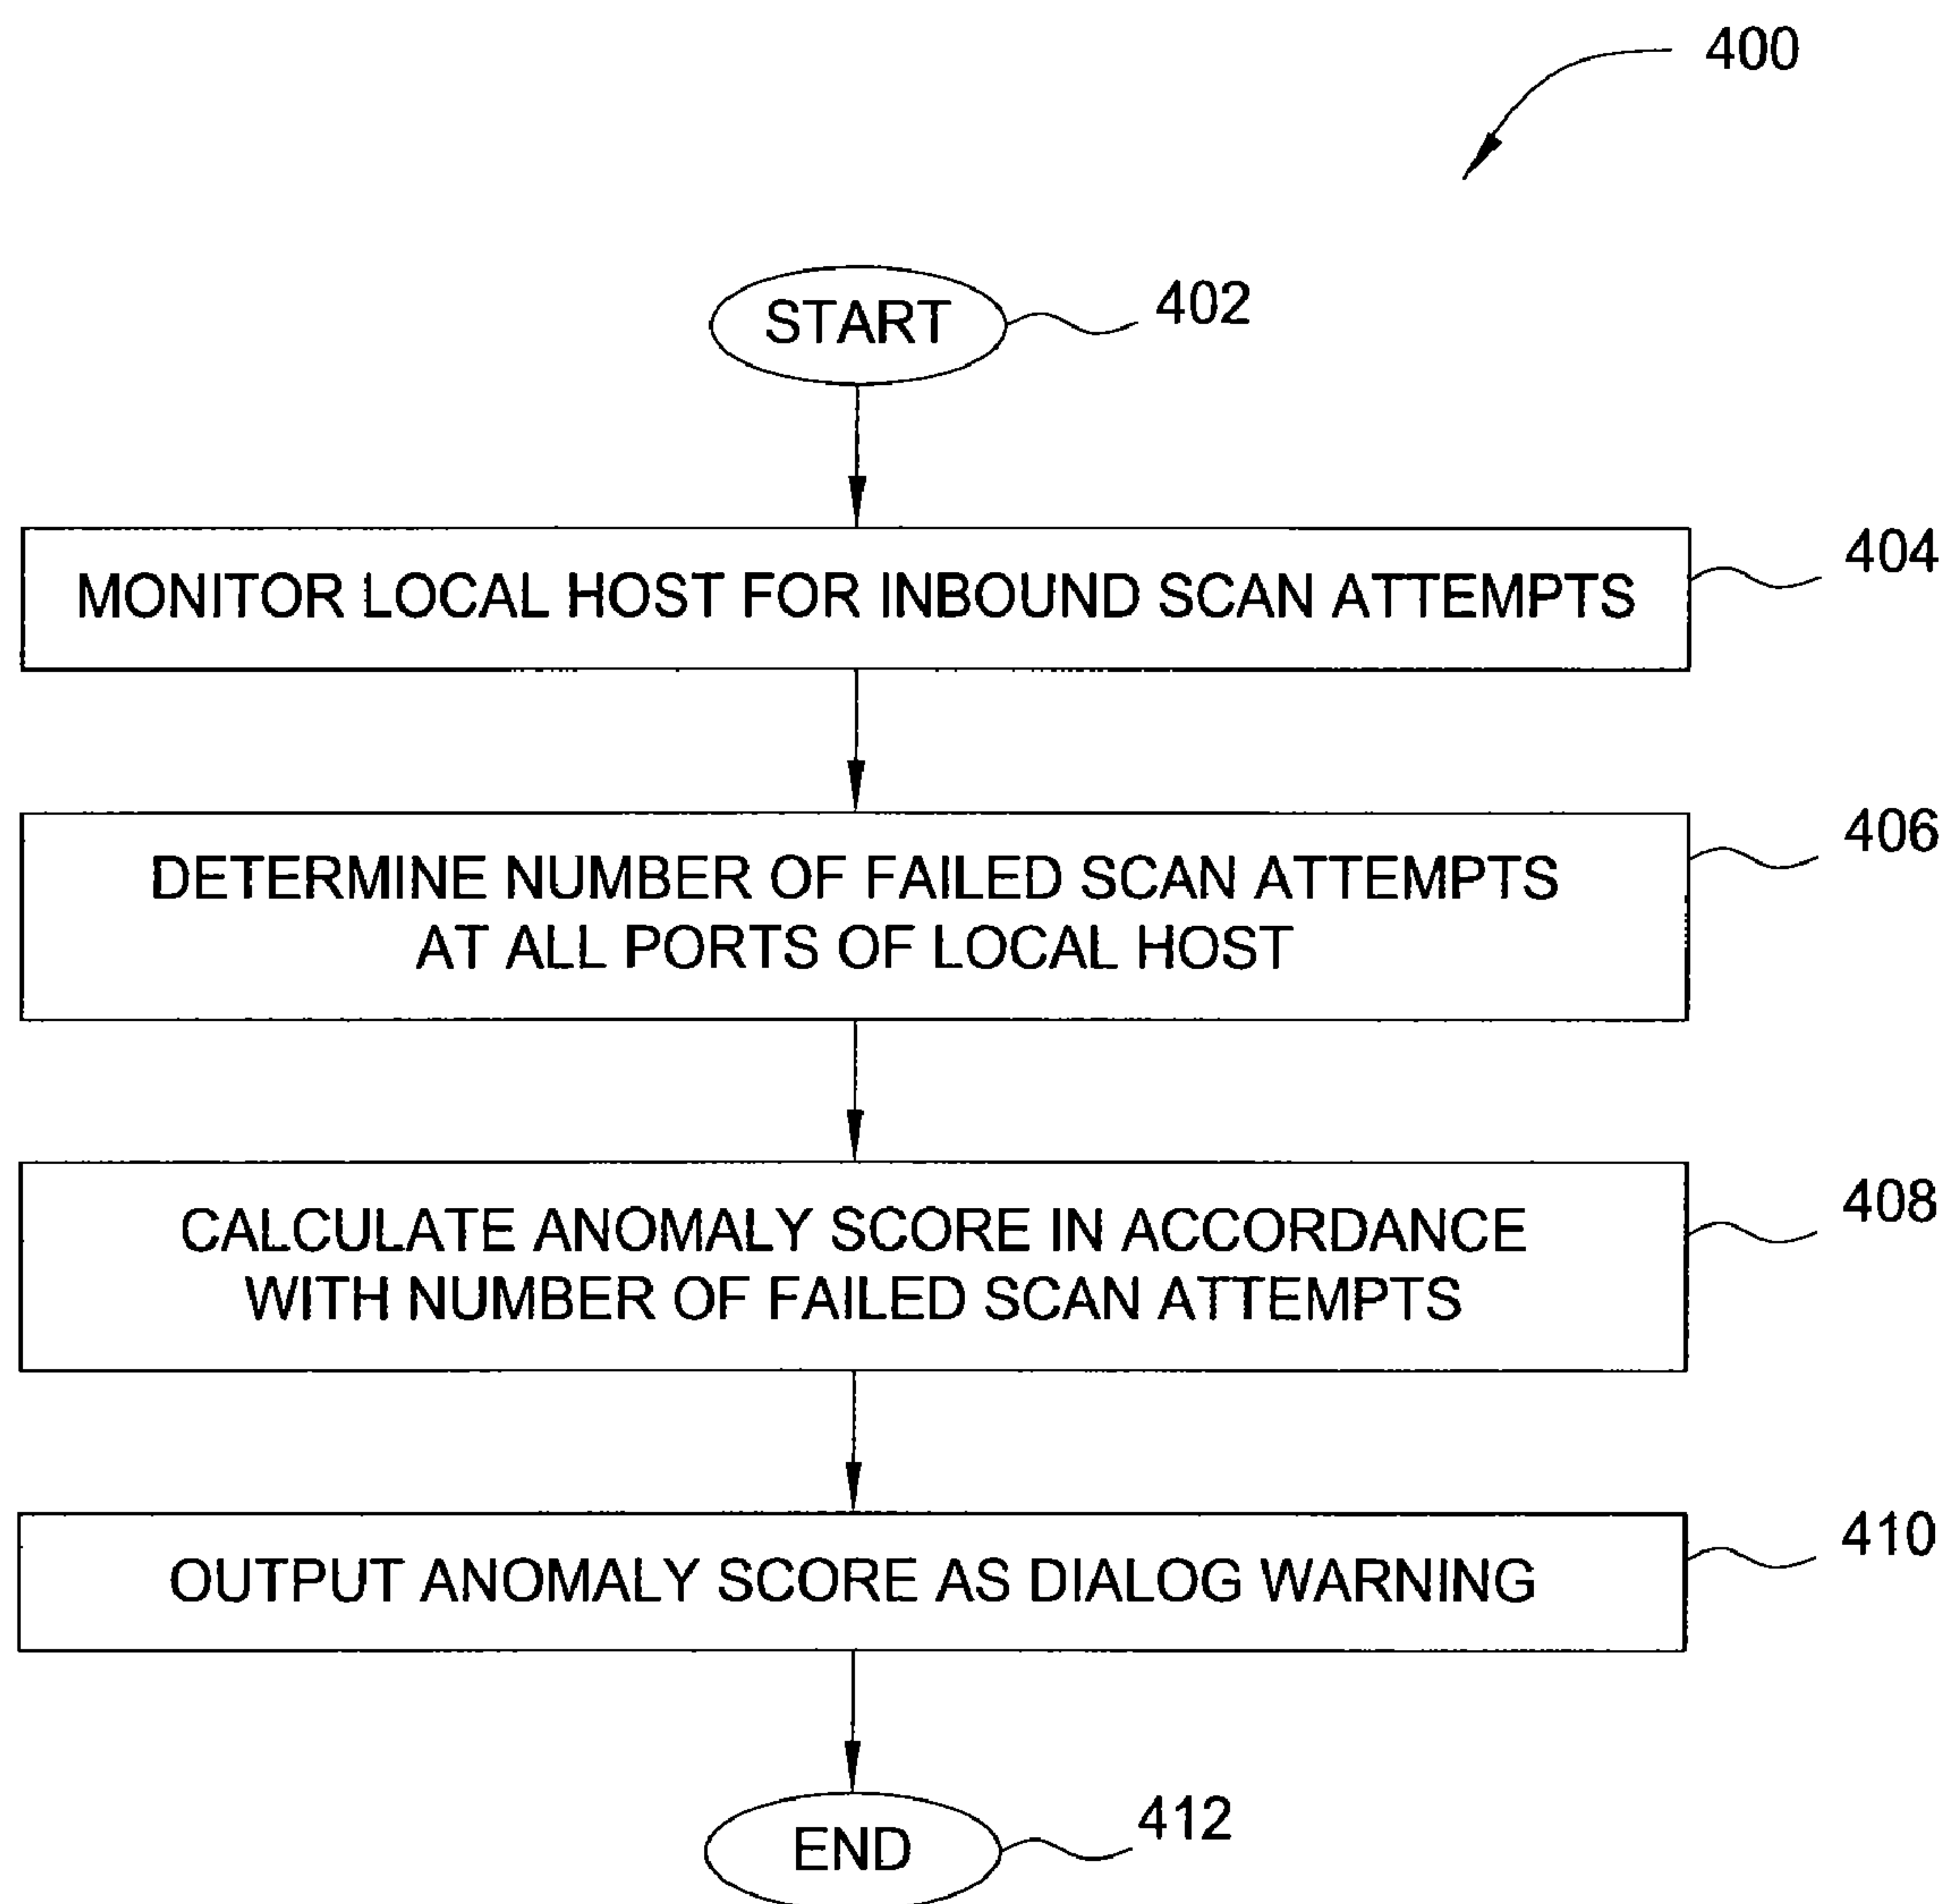 400
START
402
MONITOR LOCAL HOST FOR INBOUND SCAN ATTEMPTS
404
DETERMINE NUMBER OF FAILED SCAN ATTEMPTS
AT ALL PORTS OF LOCAL HOST
406
CALCULATE ANOMALY SCORE IN ACCORDANCE
WITH NUMBER OF FAILED SCAN ATTEMPTS
408
OUTPUT ANOMALY SCORE AS DIALOG WARNING
410
END
412